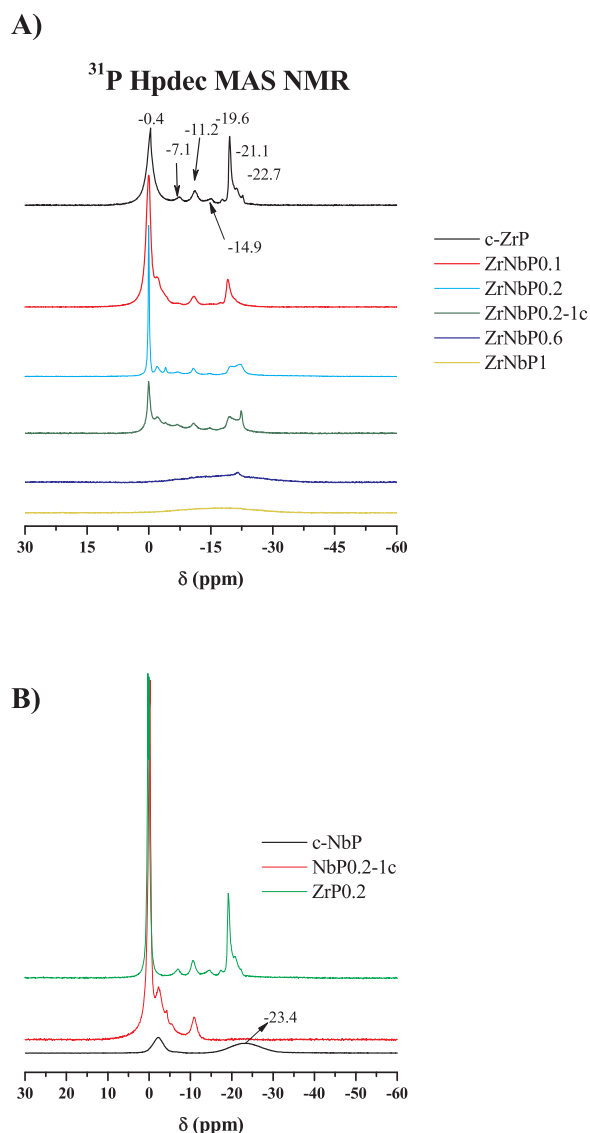 A)
³¹P Hpdec MAS NMR
-0.4
-7.1
-11.2
-19.6
-21.1
-22.7
-14.9
c-ZrP
ZrNbP0.1
ZrNbP0.2
ZrNbP0.2-1c
ZrNbP0.6
ZrNbP1
30 15 0 -15 -30 -45 -60
δ (ppm)
B)
c-NbP
NbP0.2-1c
ZrP0.2
-23.4
30 20 10 0 -10 -20 -30 -40 -50 -60
δ (ppm)